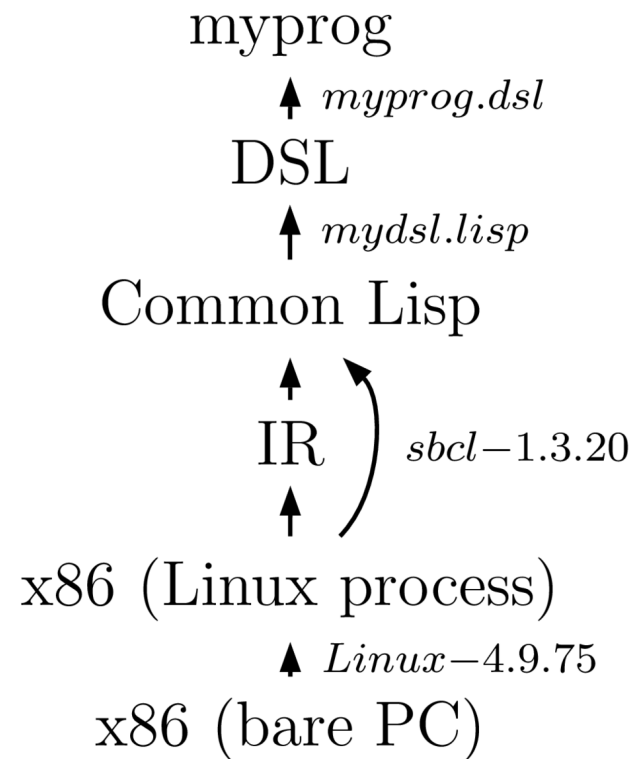 myprog
myprog.dsl
DSL
mydsl.lisp
Common Lisp
IR
sbcl−1.3.20
x86 (Linux process)
Linux−4.9.75
x86 (bare PC)